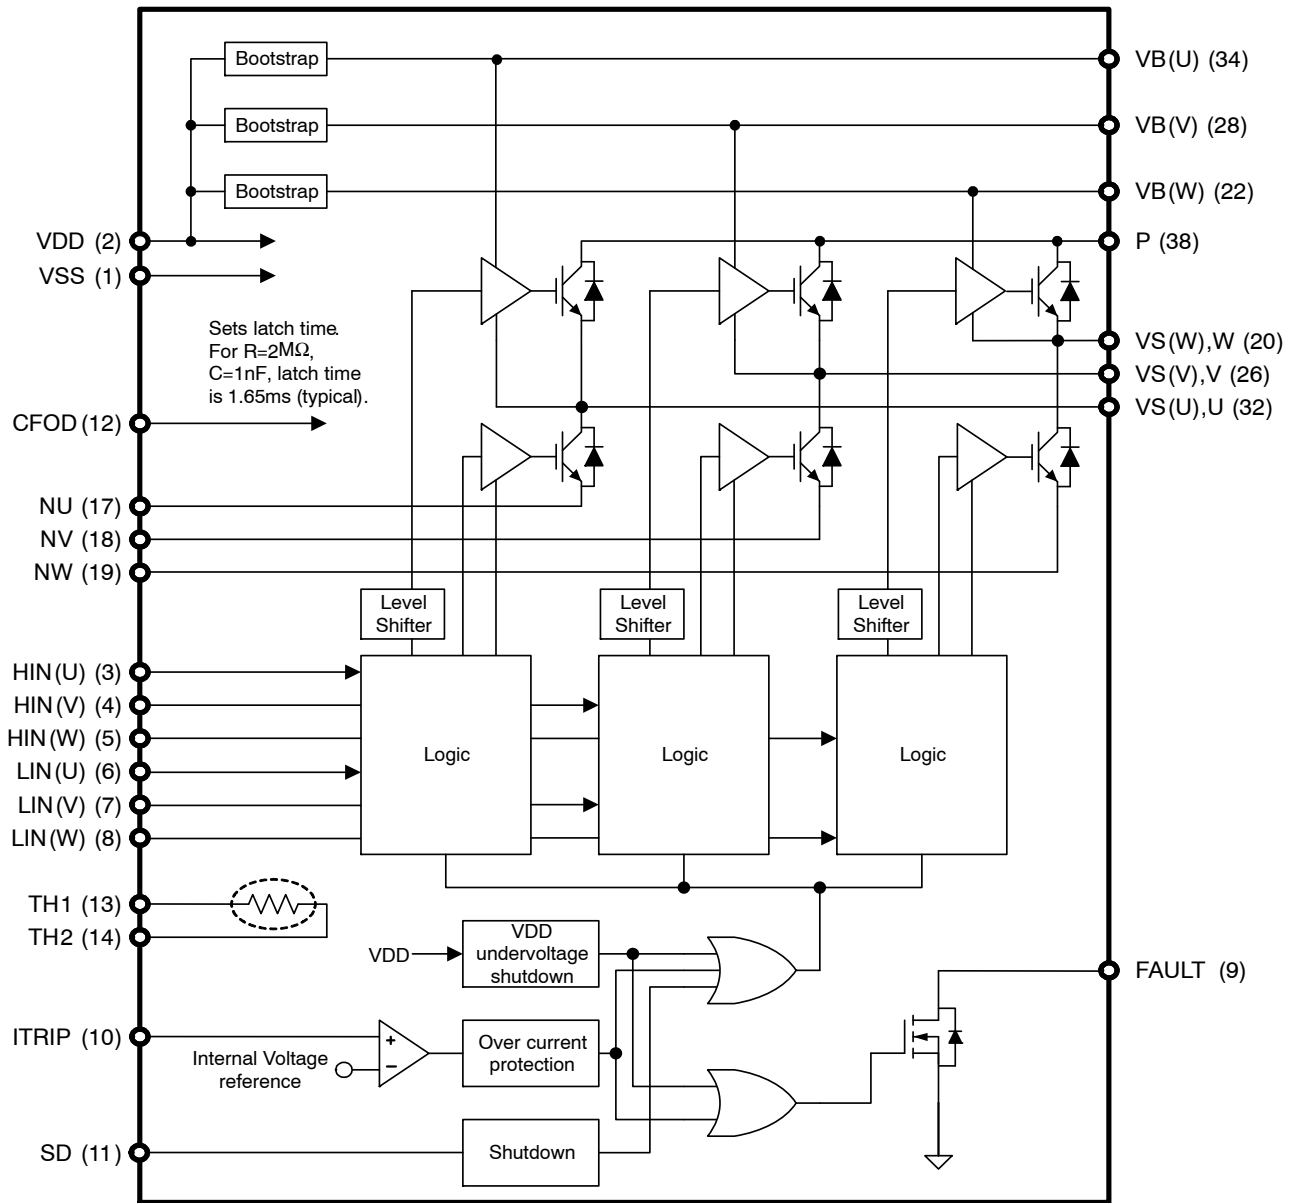 Bootstrap
VB(U) (34)
Bootstrap
VB(V) (28)
Bootstrap
VB(W) (22)
VDD (2)
P (38)
VSS (1)
Sets latch time.
For R=2MΩ,
C=1nF, latch time
is 1.65ms (typical).
VS(W),W (20)
VS(V),V (26)
VS(U),U (32)
CFOD (12)
NU (17)
NV (18)
NW (19)
Level
Shifter
Level
Shifter
Level
Shifter
HIN(U) (3)
HIN(V) (4)
HIN(W) (5)
LIN(U) (6)
LIN(V) (7)
LIN(W) (8)
Logic
Logic
Logic
TH1 (13)
TH2 (14)
VDD
VDD
undervoltage
shutdown
FAULT (9)
ITRIP (10)
+
−
Internal Voltage
reference
Over current
protection
SD (11)
Shutdown